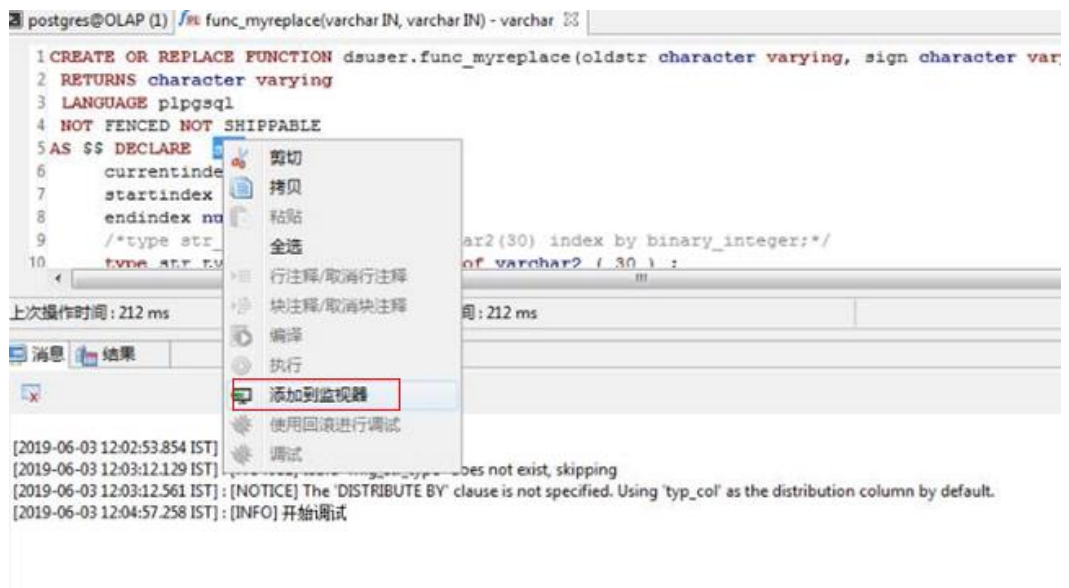 postgres@OLAP (1) func_myreplace(varchar IN, varchar IN) - varchar
1 CREATE OR REPLACE FUNCTION dsuser.func_myreplace(oldstr character varying, sign character var
2 RETURNS character varying
3 LANGUAGE plpgsql
4 NOT FENCED NOT SHIPPABLE
5 AS $$ DECLARE
6 currentinde
7 startindex
8 endindex nu
9 /*type str_ ar2(30) index by binary_integer;*/
10 type str ty of varchar2 ( 30 ) ;
剪切
拷贝
粘贴
全选
行注释/取消行注释
块注释/取消块注释
编译
执行
添加到监视器
使用回滚进行调试
调试
上次操作时间 : 212 ms : 212 ms
消息 结果
[2019-06-03 12:02:53.854 IST]
[2019-06-03 12:03:12.129 IST] does not exist, skipping
[2019-06-03 12:03:12.561 IST] : [NOTICE] The 'DISTRIBUTE BY' clause is not specified. Using 'typ_col' as the distribution column by default.
[2019-06-03 12:04:57.258 IST] : [INFO] 开始调试